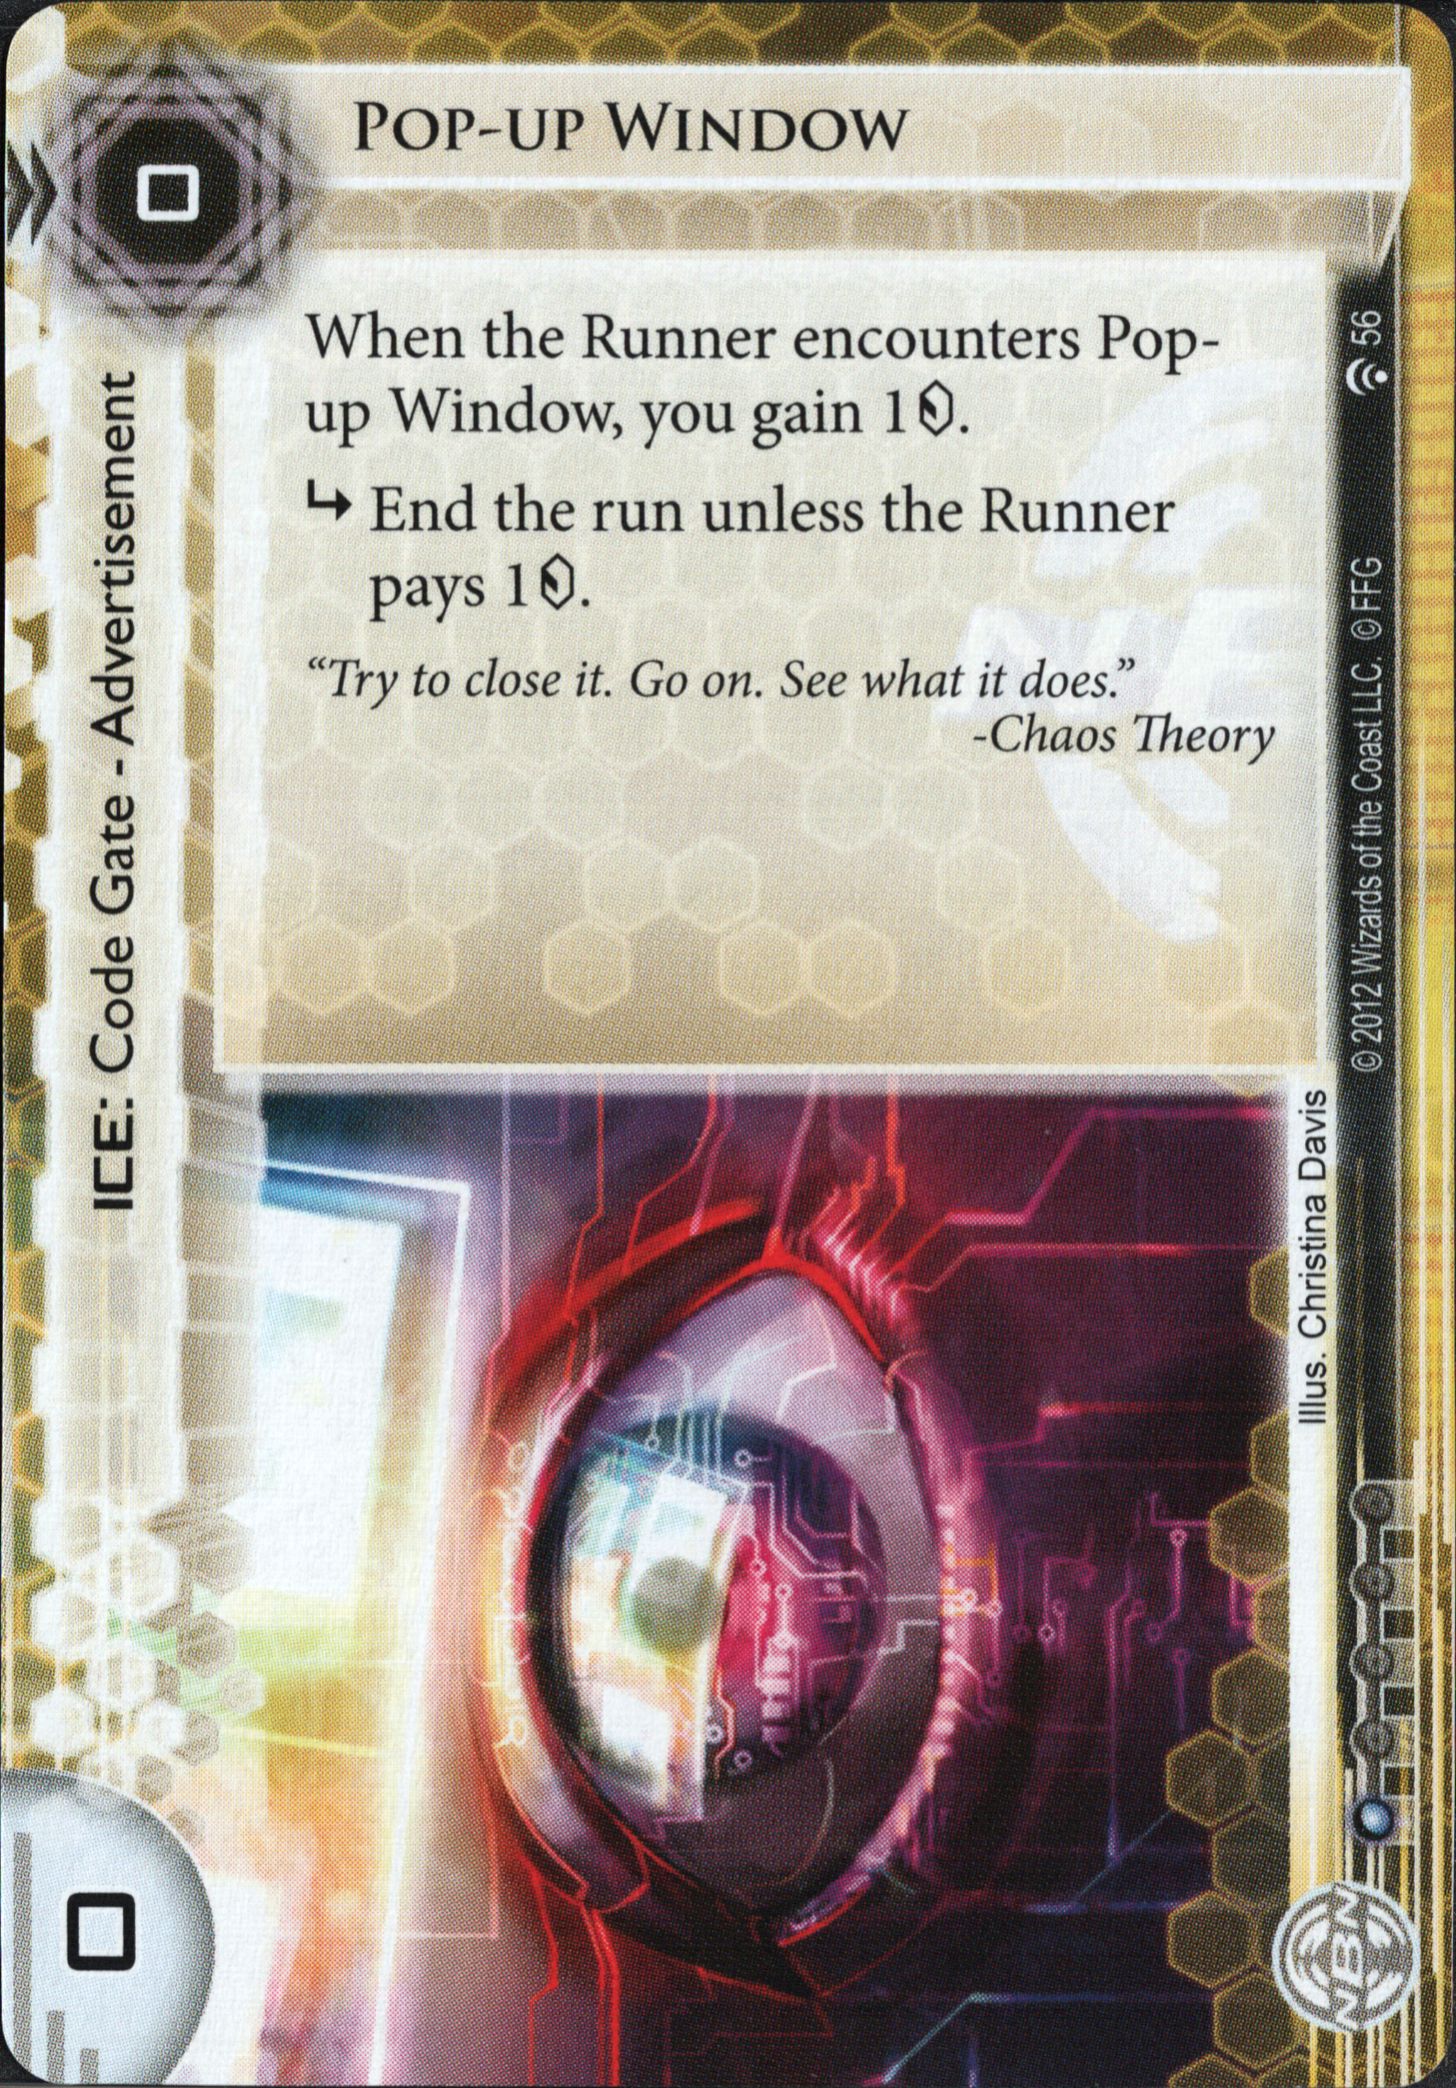 0
POP-UP WINDOW
When the Runner encounters Pop-
up Window, you gain 1.
End the run unless the Runner
pays 1.
“Try to close it. Go on. See what it does.”
-Chaos Theory
ICE: Code Gate - Advertisement
56
© 2012 Wizards of the Coast LLC. © FFG
Illus. Christina Davis
0
NBN